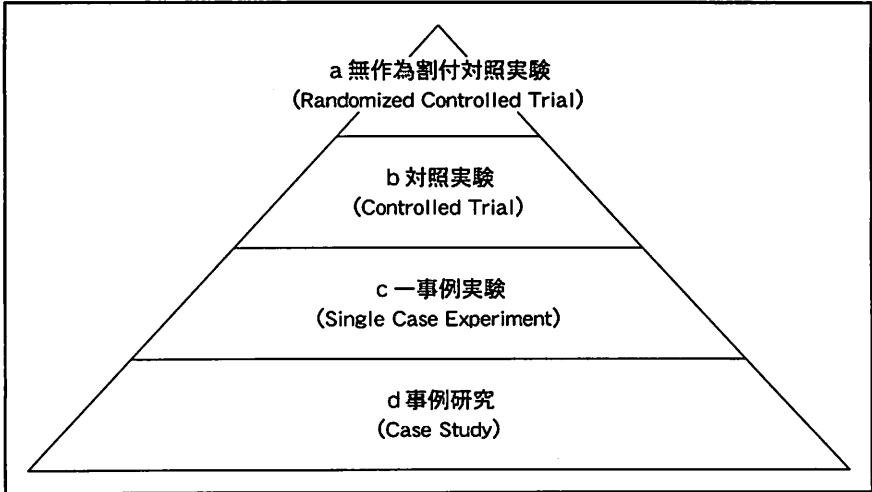 a 無作為割付対照実験
(Randomized Controlled Trial)
b 対照実験
(Controlled Trial)
c 一事例実験
(Single Case Experiment)
d 事例研究
(Case Study)